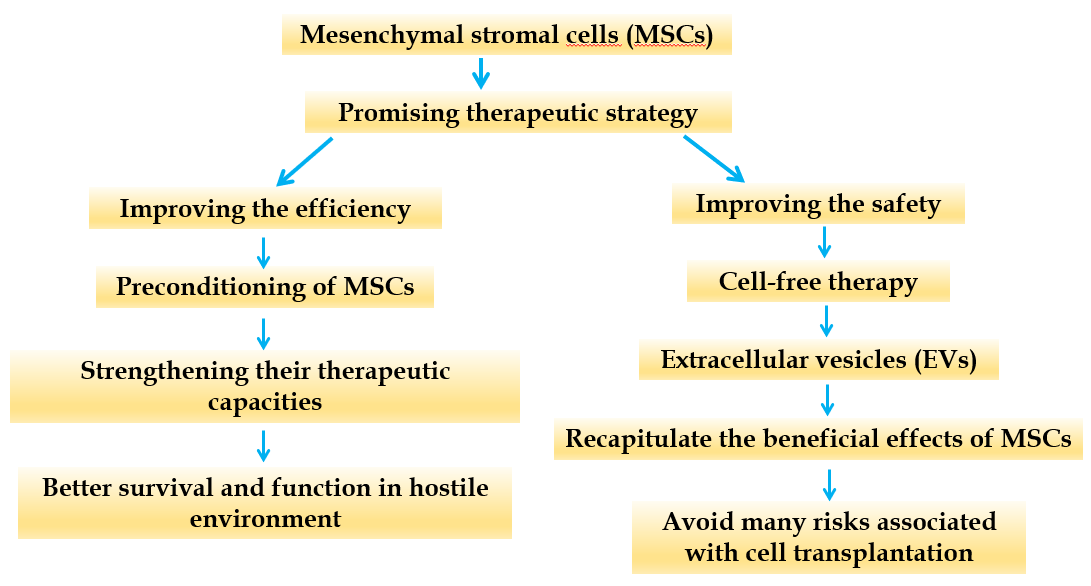 Mesenchymal stromal cells (MSCs)
Promising therapeutic strategy
Improving the efficiency
Preconditioning of MSCs
Strengthening their therapeutic
capacities
Better survival and function in hostile
environment
Improving the safety
Cell-free therapy
Extracellular vesicles (EVs)
Recapitulate the beneficial effects of MSCs
Avoid many risks associated
with cell transplantation